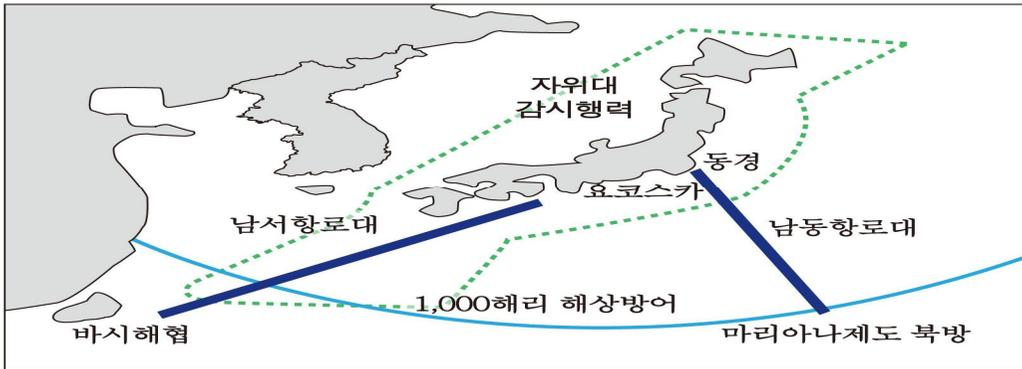 자위대
감시행력
동경
요코스카
남서항로대
남동항로대
1,000해리 해상방어
바시해협
마리아나제도 북방